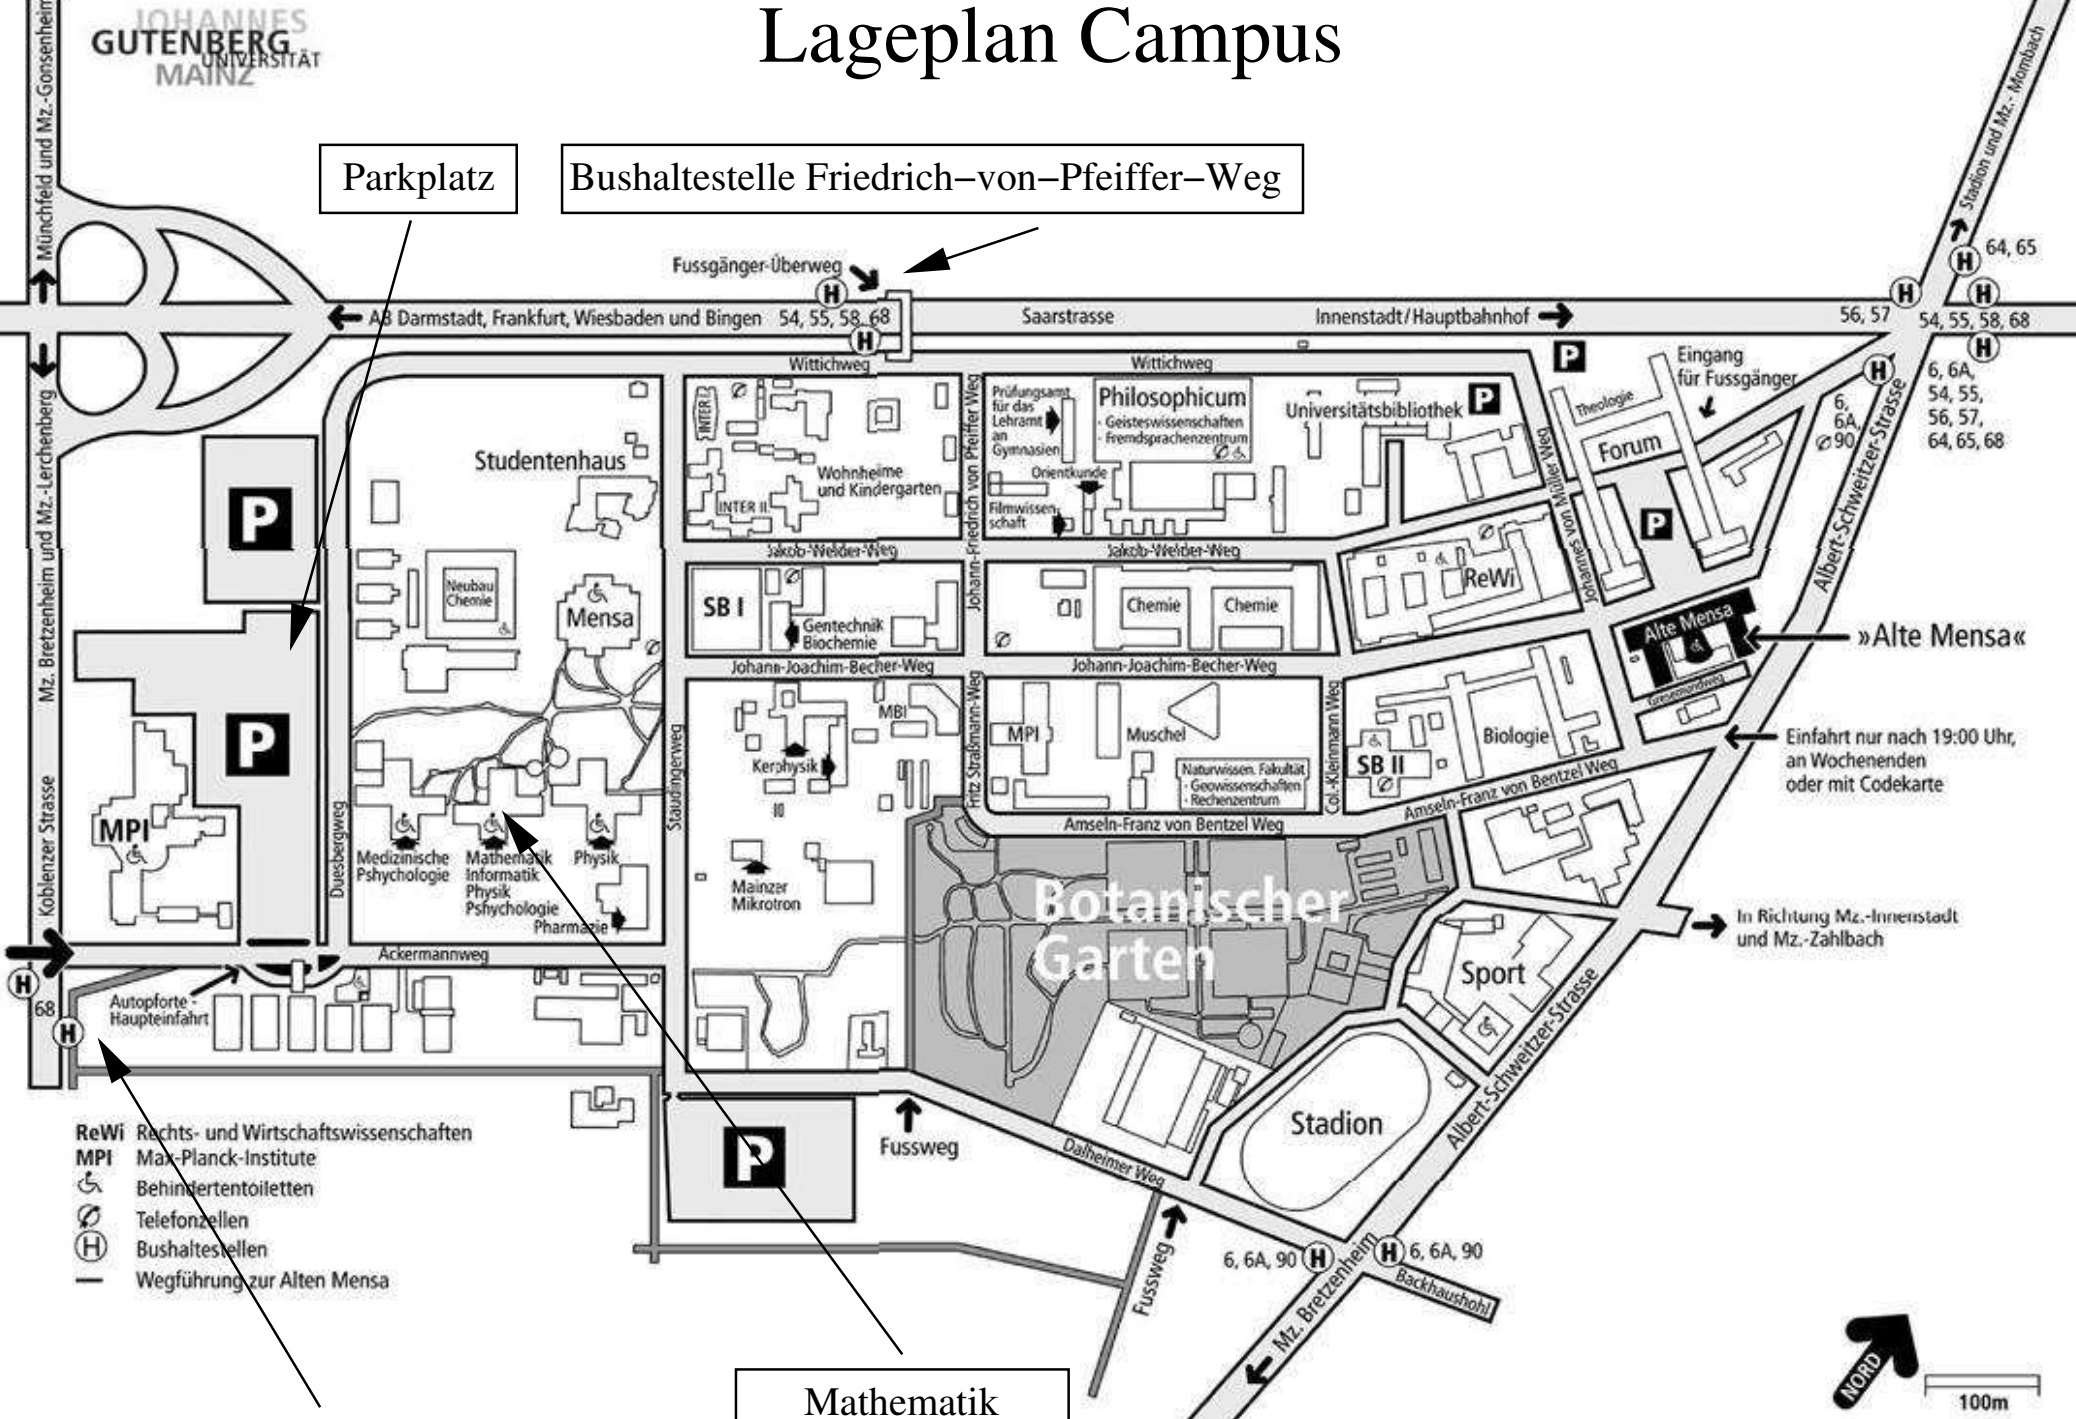 Lageplan Campus
JOHANNES
GUTENBERG
UNIVERSITÄT
MAINZ
Parkplatz
Bushaltestelle Friedrich–von–Pfeiffer–Weg
Münchfeld und Mz.-Gonsenheim
Stadion und Mz.- Mombach
Fussgänger-Überweg
H
64, 65
H
H
H
AB Darmstadt, Frankfurt, Wiesbaden und Bingen
54, 55, 58, 68
Saarstrasse
Innenstadt/Hauptbahnhof
56, 57
54, 55, 58, 68
H
H
Wittichweg
Wittichweg
P
Eingang
für Fussgänger
H
6, 6A,
54, 55,
56, 57,
64, 65, 68
6,
6A,
90
Mz. Bretzenheim und Mz.-Lerchenberg
INTER I
Prüfungsamt
für das
Lehramt
an
Gymnasien
Philosophicum
- Geisteswissenschaften
- Fremdsprachenzentrum
Universitätsbibliothek
P
Theologie
Forum
Studentenhaus
Wohnheime
und Kindergarten
INTER II
Johann-Friedrich von Pfeiffer Weg
Orientkunde
Filmwissen-
schaft
Johannes von Müller Weg
Albert-Schweitzer-Strasse
P
P
Jakob-Welder-Weg
Jakob-Welder-Weg
Neubau
Chemie
Mensa
SB I
Gentechnik
Biochemie
Chemie
Chemie
ReWi
Alte Mensa
»Alte Mensa«
Johann-Joachim-Becher-Weg
Johann-Joachim-Becher-Weg
Gresemundweg
P
MBI
MPI
Muschel
Biologie
Einfahrt nur nach 19:00 Uhr,
an Wochenenden
oder mit Codekarte
Staudingerweg
Fritz Straßmann-Weg
Col.-Kleinmann Weg
Kerphysik
Naturwissen. Fakultät
- Geowissenschaften
- Rechenzentrum
SB II
Amseln-Franz von Bentzel Weg
Amseln-Franz von Bentzel Weg
Koblenzer Strasse
MPI
Duesbergweg
Medizinische
Pshychologie
Mathematik
Informatik
Physik
Pshychologie
Physik
Pharmazie
Mainzer
Mikrotron
Botanischer
Garten
In Richtung Mz.-Innenstadt
und Mz.-Zahlbach
Ackermannweg
Sport
H
68
H
Autopforte -
Haupteinfahrt
Albert-Schweitzer-Strasse
Stadion
ReWi Rechts- und Wirtschaftswissenschaften
MPI Max-Planck-Institute
Behindertentoiletten
Telefonzellen
H Bushaltestellen
Wegführung zur Alten Mensa
P
Fussweg
Dalheimer Weg
Fussweg
6, 6A, 90 H
H 6, 6A, 90
Backhaushohl
Mz. Bretzenheim
NORD
100m
Mathematik